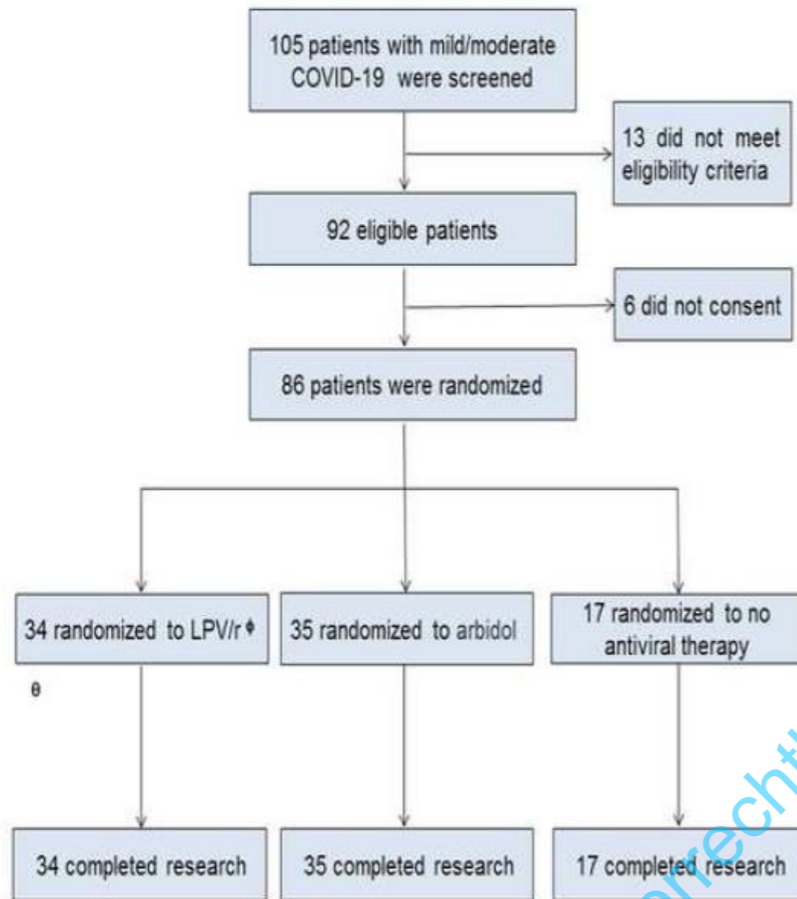 105 patients with mild/moderate
COVID-19 were screened
13 did not meet
eligibility criteria
92 eligible patients
6 did not consent
86 patients were randomized
34 randomized to LPV/r ɸ
35 randomized to arbidol
17 randomized to no
antiviral therapy
θ
34 completed research
35 completed research
17 completed research